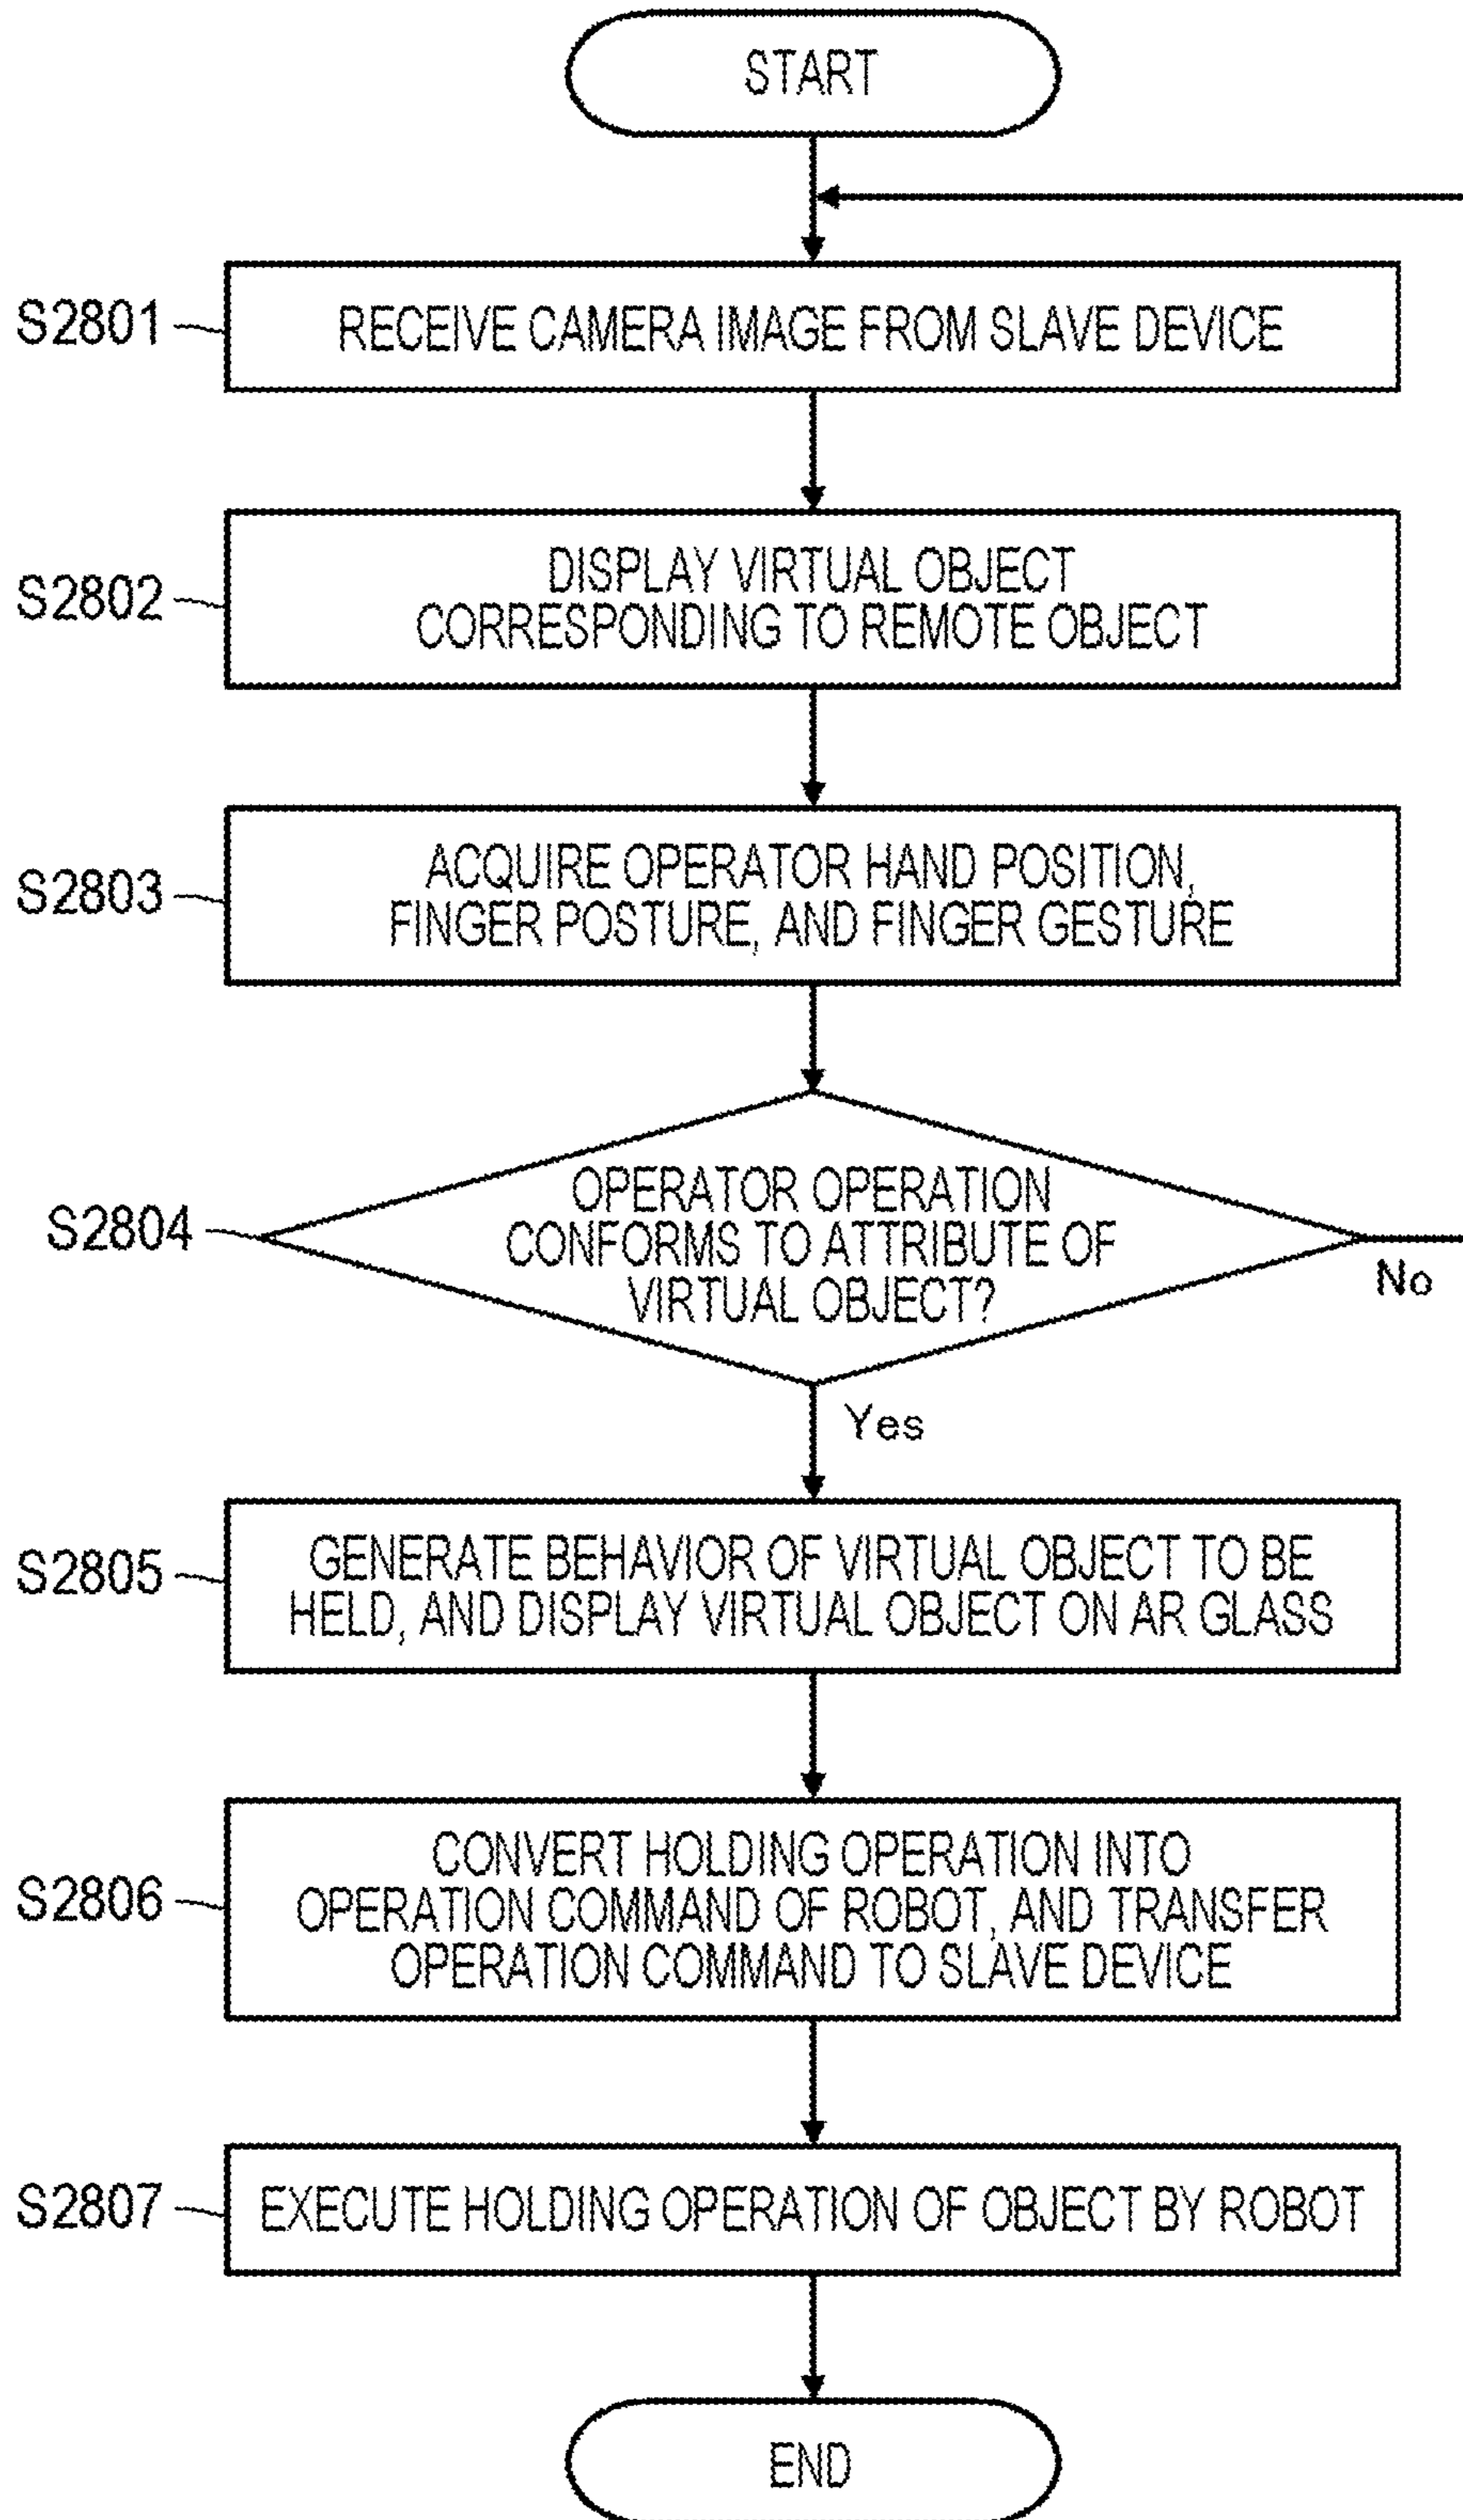 START
S2801
RECEIVE CAMERA IMAGE FROM SLAVE DEVICE
S2802
DISPLAY VIRTUAL OBJECT
CORRESPONDING TO REMOTE OBJECT
S2803
ACQUIRE OPERATOR HAND POSITION,
FINGER POSTURE, AND FINGER GESTURE
S2804
OPERATOR OPERATION
CONFORMS TO ATTRIBUTE OF
VIRTUAL OBJECT?
No
Yes
S2805
GENERATE BEHAVIOR OF VIRTUAL OBJECT TO BE
HELD, AND DISPLAY VIRTUAL OBJECT ON AR GLASS
S2806
CONVERT HOLDING OPERATION INTO
OPERATION COMMAND OF ROBOT, AND TRANSFER
OPERATION COMMAND TO SLAVE DEVICE
S2807
EXECUTE HOLDING OPERATION OF OBJECT BY ROBOT
END